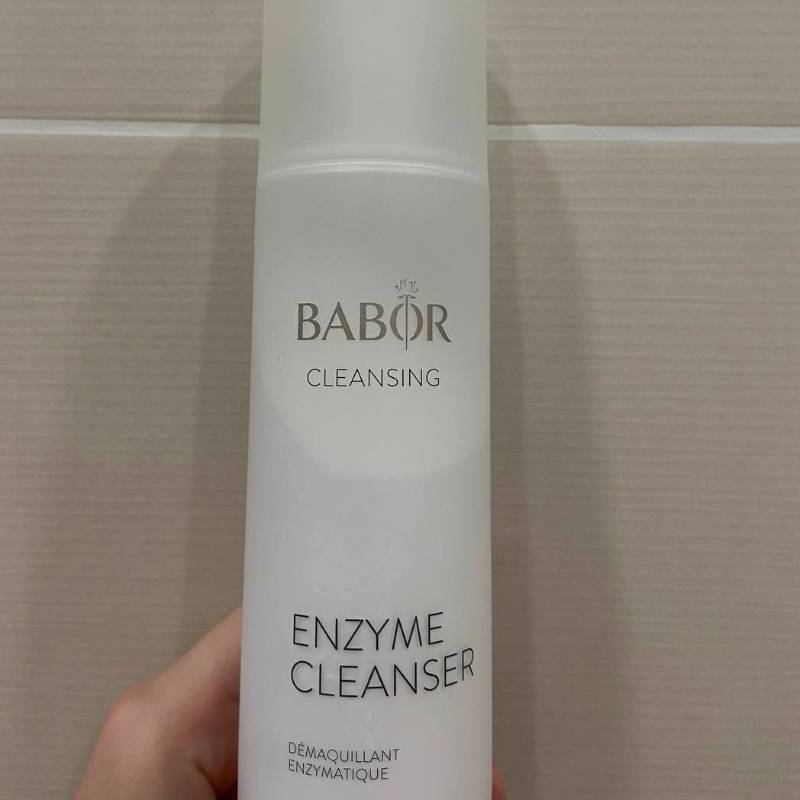 BABOR
CLEANSING
ENZYME
CLEANSER
DÉMAQUILLANT
ENZYMATIQUE